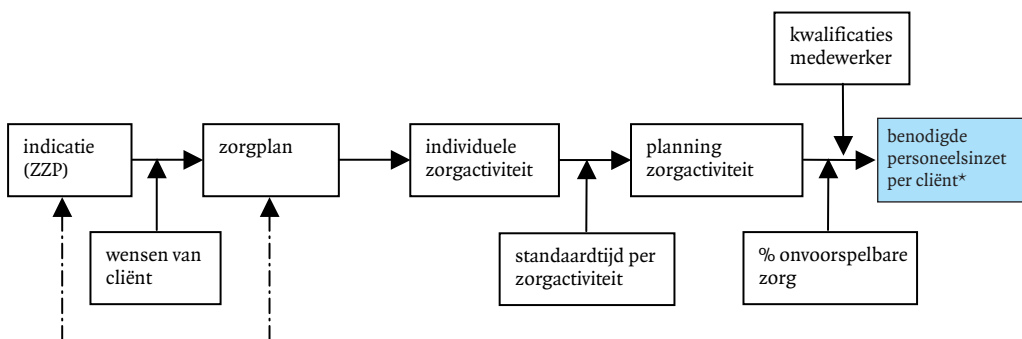 kwalificaties
medewerker
indicatie
(ZZP)
zorgplan
individuele
zorgactiviteit
planning
zorgactiviteit
benodigde
personeelsinzet
per cliënt*
wensen van
cliënt
standaardtijd per
zorgactiviteit
% onvoorspelbare
zorg